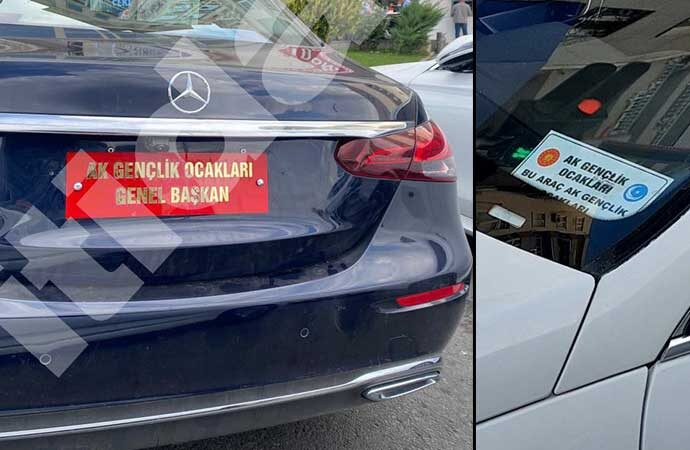 AK GENÇLİK OCAKLARI
GENEL BAŞKAN
AK GENÇLİK
OCAKLARI
BU ARAÇ AK GENÇLİK